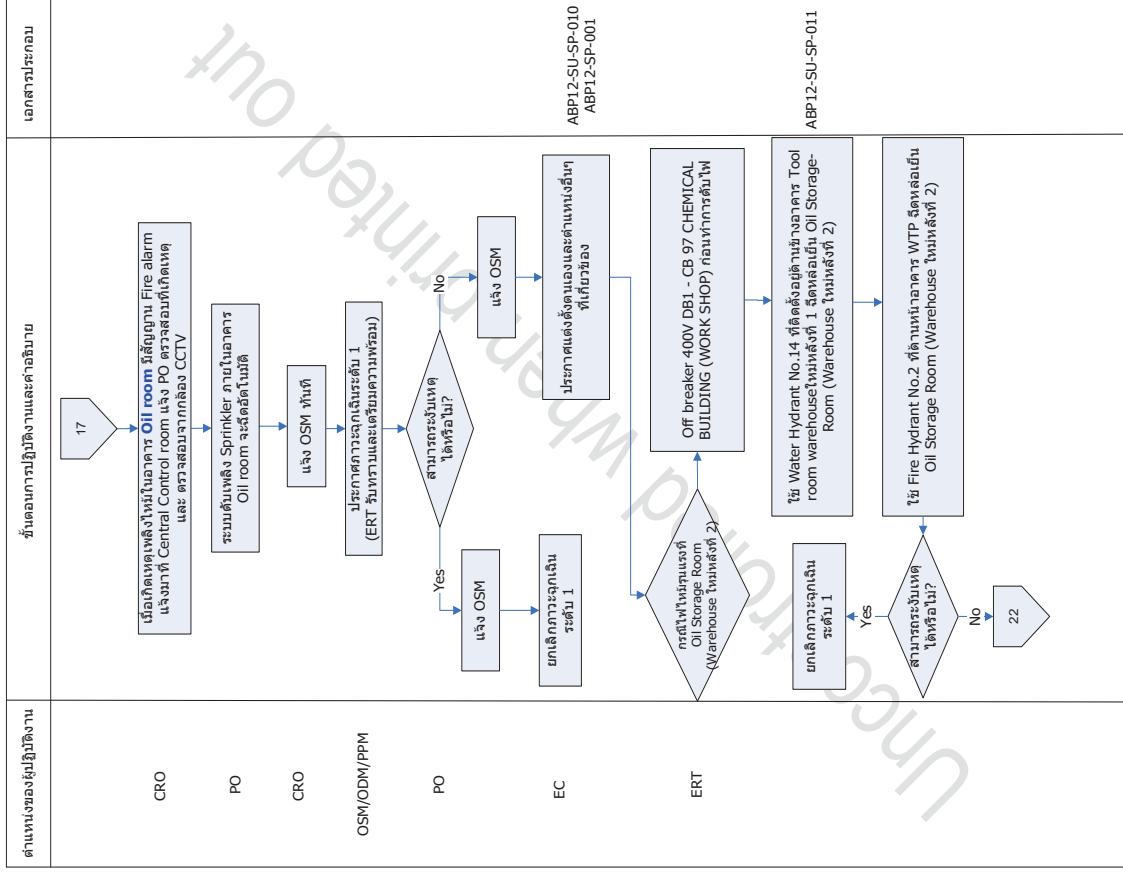 ตำแหน่งของผู้ปฏิบัติงาน
ขั้นตอนการปฏิบัติงานและคำอธิบาย
เอกสารประกอบ
17
CRO
เมื่อเกิดเหตุเพลิงไหม้ในอาคาร Oil room มีสัญญาณ Fire alarm
แจ้งมาที่ Central Control room แจ้ง PO ตรวจสอบที่เกิดเหตุ
และ ตรวจสอบจากกล้อง CCTV
PO
ระบบดับเพลิง Sprinkler ภายในอาคาร
Oil room จะฉีดอัตโนมัติ
CRO
แจ้ง OSM ทันที
OSM/ODM/PPM
ประกาศภาวะฉุกเฉินระดับ 1
(ERT รับทราบและเตรียมความพร้อม)
PO
สามารถระงับเหตุ
ได้หรือไม่?
Yes
No
แจ้ง OSM
แจ้ง OSM
EC
ยกเลิกภาวะฉุกเฉิน
ระดับ 1
ประกาศแต่งตั้งตนเองและตำแหน่งอื่นๆ
ที่เกี่ยวข้อง
ABP12-SU-SP-010
ABP12-SP-001
ERT
กรณีไฟไหม้รุนแรงที่
Oil Storage Room
(Warehouse ใหม่หลังที่ 2)
Off breaker 400V DB1 - CB 97 CHEMICAL
BUILDING (WORK SHOP) ก่อนทำการดับไฟ
ใช้ Water Hydrant No.14 ที่ติดตั้งอยู่ด้านข้างอาคาร Tool
room warehouseใหม่หลังที่ 1 ฉีดหล่อเย็น Oil Storage-
Room (Warehouse ใหม่หลังที่ 2)
ABP12-SU-SP-011
ใช้ Fire Hydrant No.2 ที่ด้านหน้าอาคาร WTP ฉีดหล่อเย็น
Oil Storage Room (Warehouse ใหม่หลังที่ 2)
สามารถระงับเหตุ
ได้หรือไม่?
Yes
ยกเลิกภาวะฉุกเฉิน
ระดับ 1
No
22
Uncontrolled when printed out